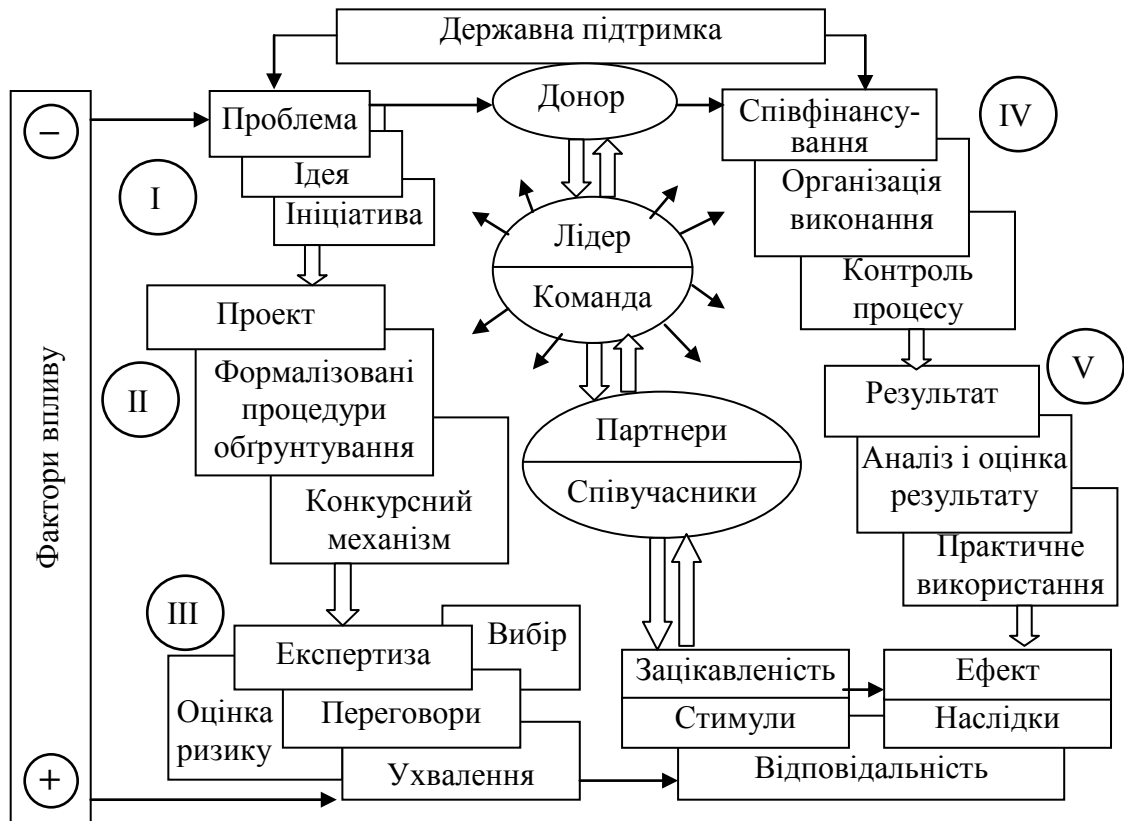 Державна підтримка
Фактори впливу
−
+
I
Проблема
Ідея
Ініціатива
Донор
Співфінансу-
вання
Організація
виконання
Контроль
процесу
IV
Лідер
Команда
II
Проект
Формалізовані
процедури
обґрунтування
Конкурсний
механізм
Партнери
Співучасники
V
Результат
Аналіз і оцінка
результату
Практичне
використання
III
Експертиза
Вибір
Оцінка
ризику
Переговори
Ухвалення
Зацікавленість
Стимули
Ефект
Наслідки
Відповідальність